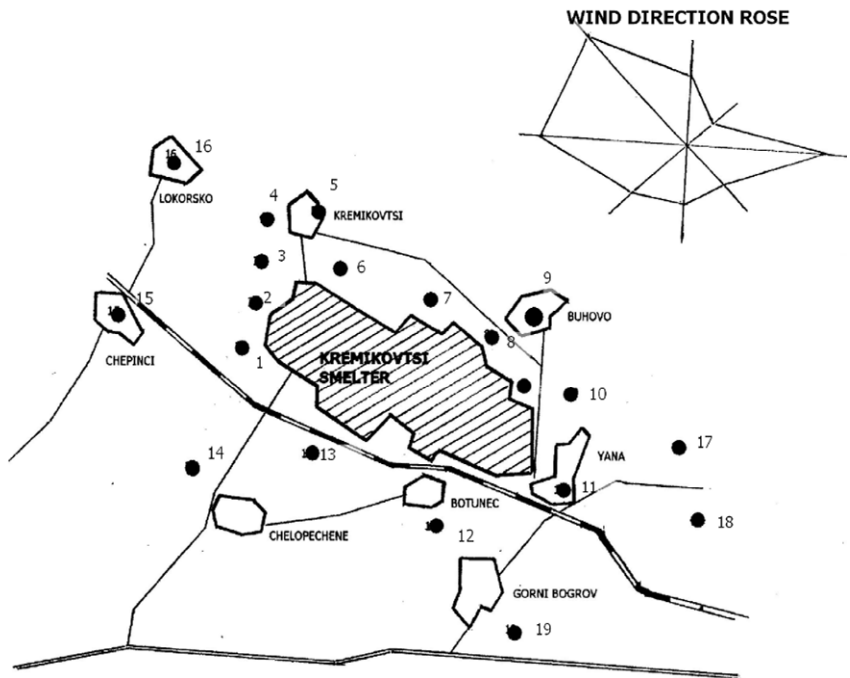 WIND DIRECTION ROSE
16
16
LOKORSKO
4
5
KREMIKOVTSI
3
6
9
2
7
BUHOVO
15
CHEPINCI
1
8
KREMIKOVTSI
SMELTER
10
14
13
YANA
17
11
BOTUNEC
18
CHELOPECHENE
12
GORNI BOGROV
19